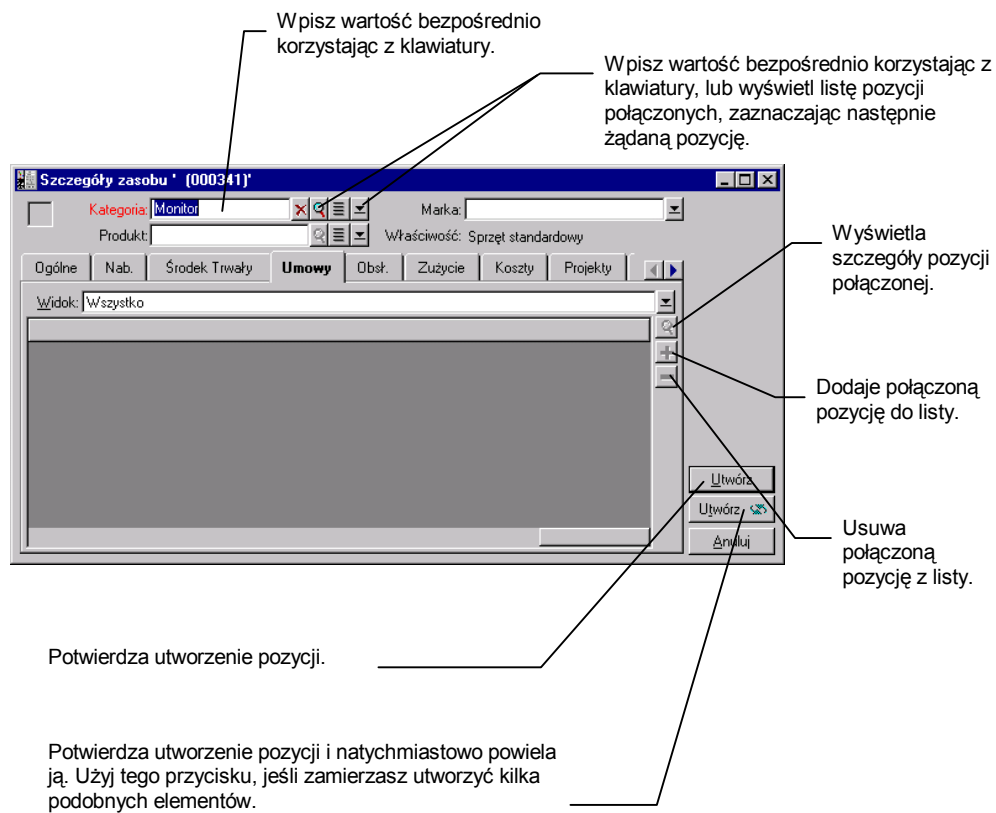 Wpisz wartość bezpośrednio
korzystając z klawiatury.
Wpisz wartość bezpośrednio korzystając z
klawiatury, lub wyświetl listę pozycji
połączonych, zaznaczając następnie
żądaną pozycję.
Szczegóły zasobu ' (000341)'
Kategoria: Monitor
Marka:
Produkt:
Właściwość: Sprzęt standardowy
Ogólne Nab. Środek Trwały Umowy Obsł. Zużycie Koszty Projekty
Widok: Wszystko
Wyświetla
szczegóły pozycji
połączonej.
Dodaje połączoną
pozycję do listy.
Utwórz
Utwórz
Anuluj
Usuwa
połączoną
pozycję z listy.
Potwierdza utworzenie pozycji.
Potwierdza utworzenie pozycji i natychmiastowo powiela
ją. Użyj tego przycisku, jeśli zamierzasz utworzyć kilka
podobnych elementów.